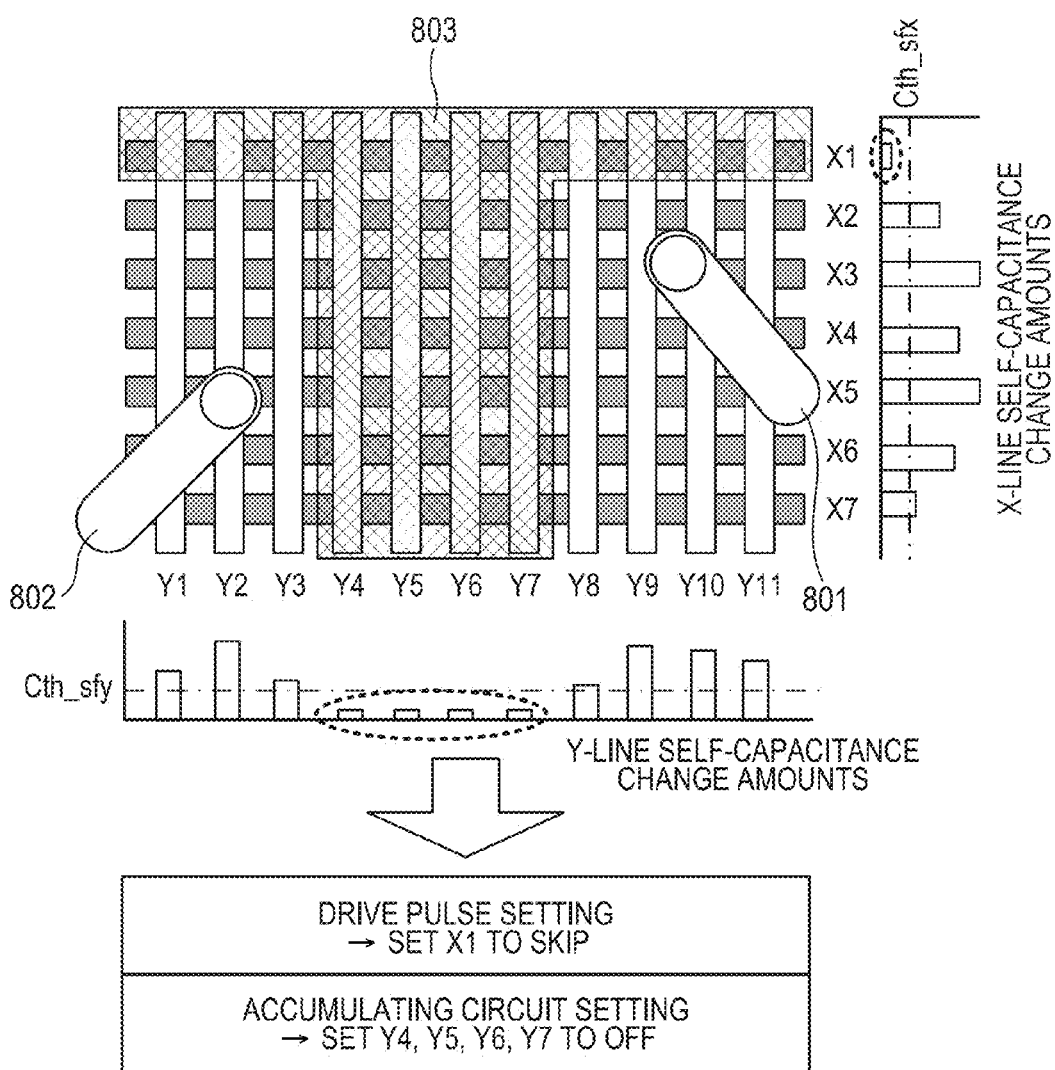 803
Cth_sfx
X1
X2
X3
X4
X5
X6
X7
X-LINE SELF-CAPACITANCE
CHANGE AMOUNTS
802
Y1 Y2 Y3 Y4 Y5 Y6 Y7 Y8 Y9 Y10 Y11
801
Cth_sfy
Y-LINE SELF-CAPACITANCE
CHANGE AMOUNTS
DRIVE PULSE SETTING
→ SET X1 TO SKIP
ACCUMULATING CIRCUIT SETTING
→ SET Y4, Y5, Y6, Y7 TO OFF